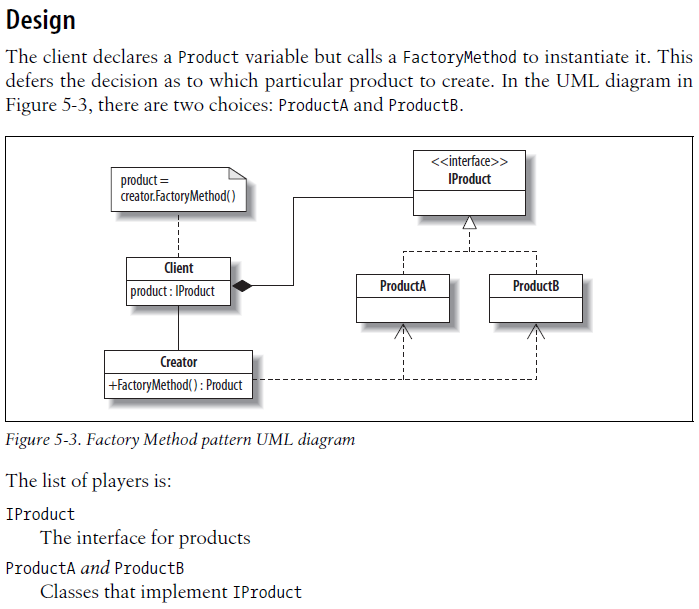 Design
The client declares a Product variable but calls a FactoryMethod to instantiate it. This
defers the decision as to which particular product to create. In the UML diagram in
Figure 5-3, there are two choices: ProductA and ProductB.
product =
creator.FactoryMethod()
<<interface>>
IProduct
Client
product : IProduct
ProductA
ProductB
Creator
+FactoryMethod() : Product
Figure 5-3. Factory Method pattern UML diagram
The list of players is:
IProduct
The interface for products
ProductA and ProductB
Classes that implement IProduct